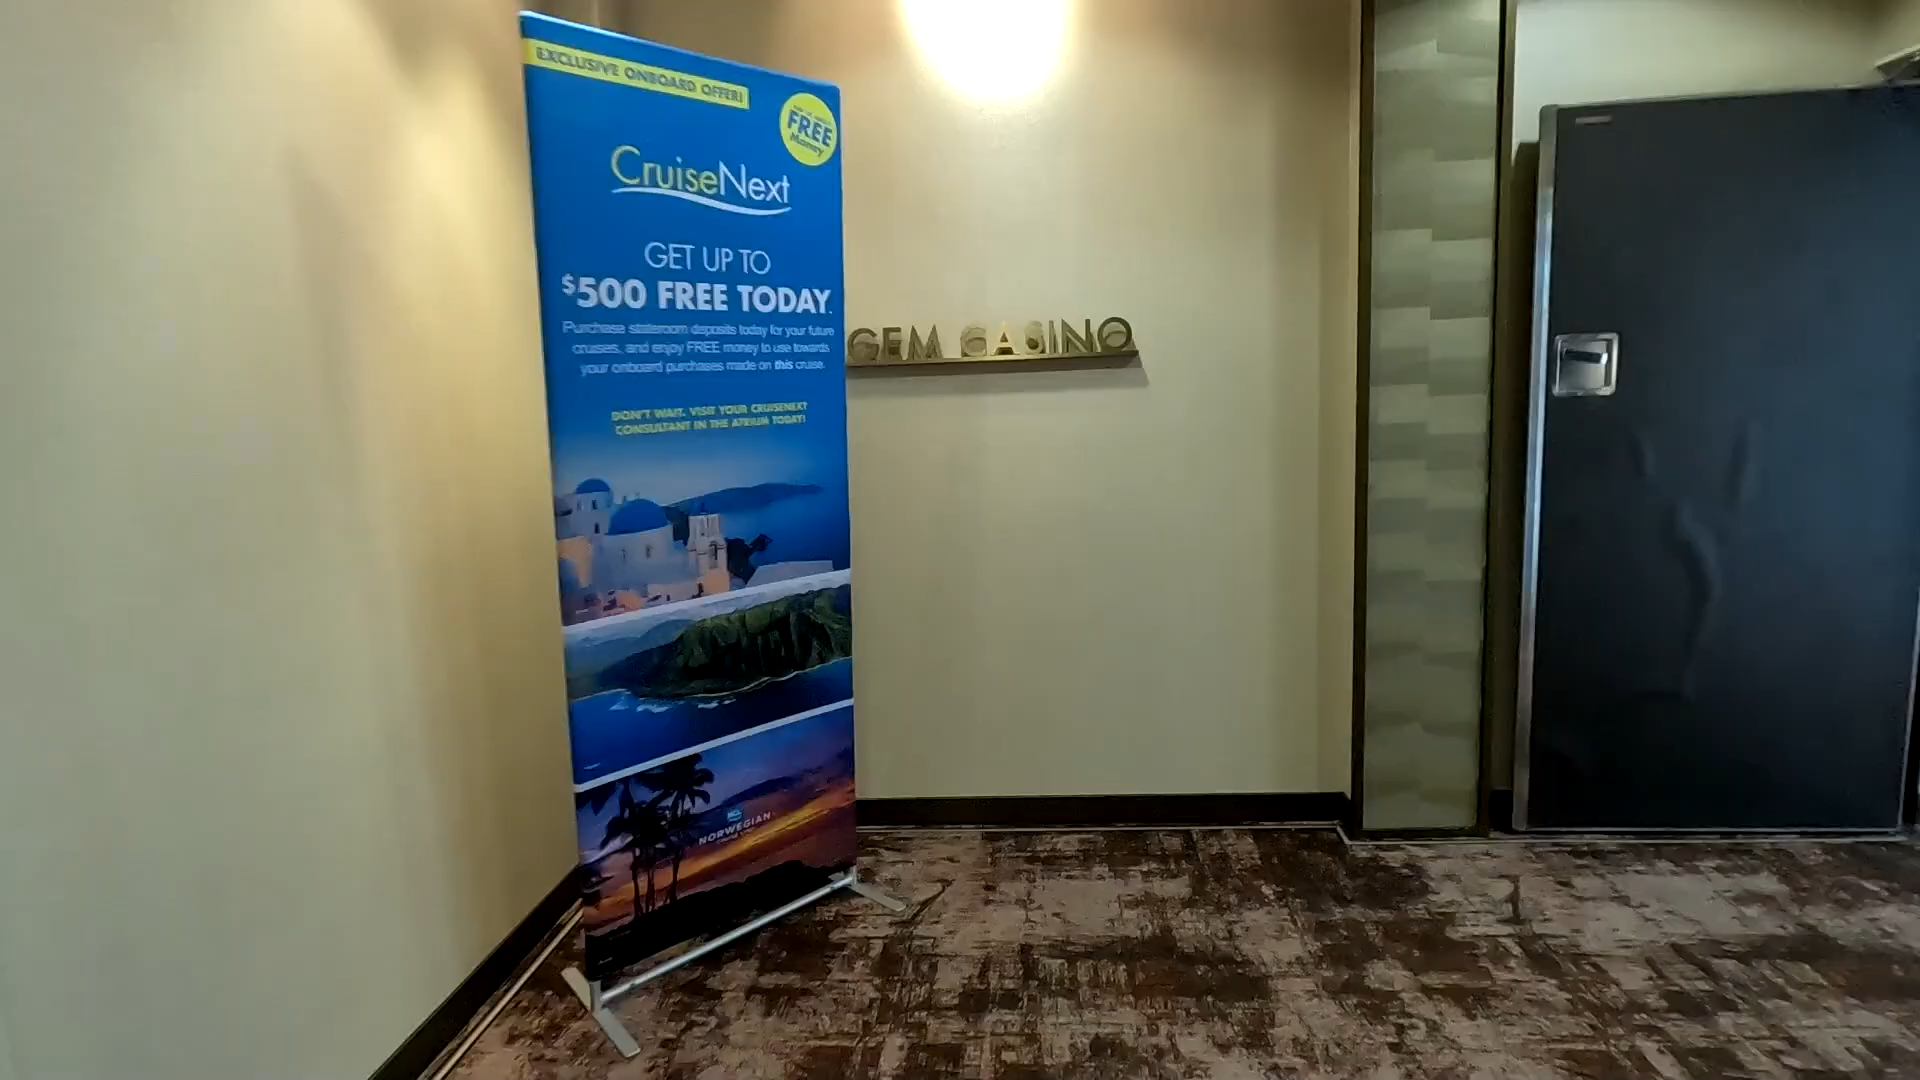 EXCLUSIVE ONBOARD OFFER!
FREE
Money
CruiseNext
GET UP TO
$500 FREE TODAY.
Purchase stateroom deposits today for your future
cruises, and enjoy FREE money to use towards
your onboard purchases made on this cruise.
DON'T WAIT. VISIT YOUR CRUISENEXT
CONSULTANT IN THE ATRIUM TODAY!
NCL
NORWEGIAN
GEM CASINO